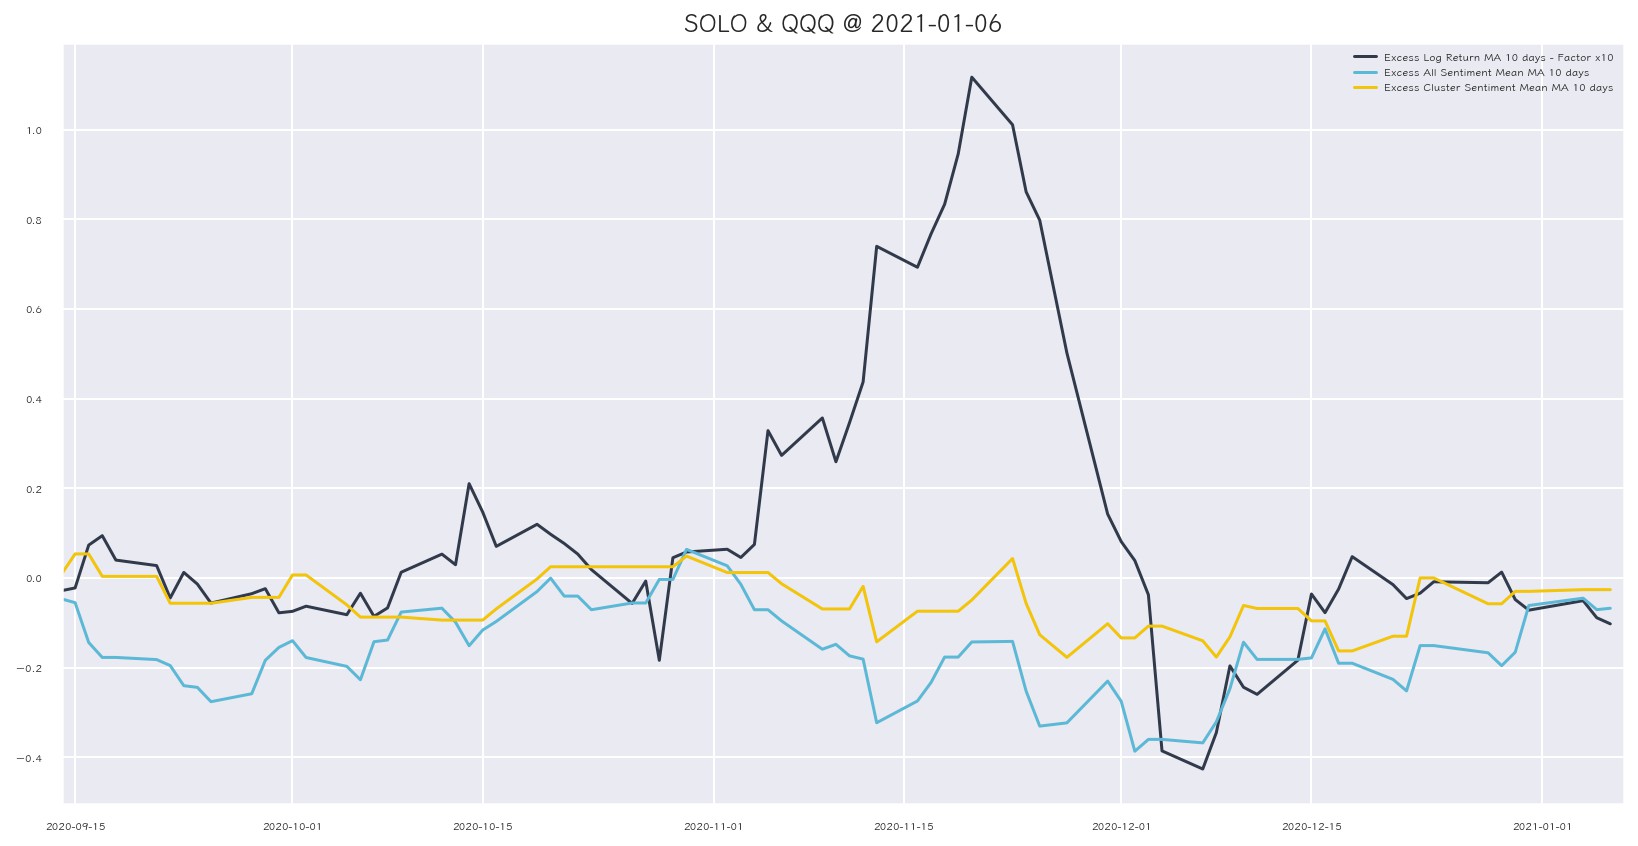 SOLO & QQQ @ 2021-01-06
Excess Log Return MA 10 days - Factor x10
Excess All Sentiment Mean MA 10 days
Excess Cluster Sentiment Mean MA 10 days
1.0
0.8
0.6
0.4
0.2
0.0
−0.2
−0.4
2020-09-15 2020-10-01 2020-10-15 2020-11-01 2020-11-15 2020-12-01 2020-12-15 2021-01-01